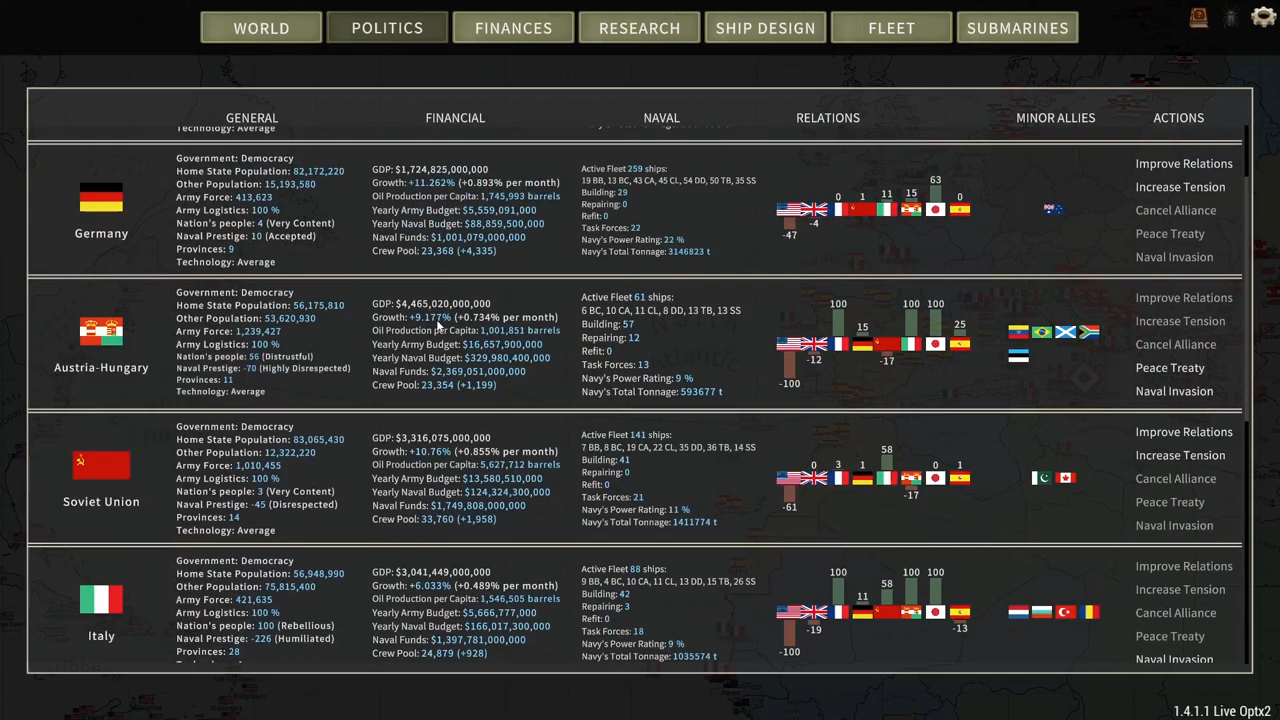 WORLD POLITICS FINANCES RESEARCH SHIP DESIGN FLEET SUBMARINES
GENERAL FINANCIAL NAVAL RELATIONS MINOR ALLIES ACTIONS
Technology: Average
Germany
Government: Democracy
Home State Population: 82,172,220
Other Population: 15,193,580
Army Force: 413,623
Army Logistics: 100 %
Nation's people: 4 (Very Content)
Naval Prestige: 10 (Accepted)
Provinces: 9
Technology: Average
GDP: $1,724,825,000,000
Growth: +11.262% (+0.893% per month)
Oil Production per Capita: 1,745,993 barrels
Yearly Army Budget: $5,559,091,000
Yearly Naval Budget: $88,859,500,000
Naval Funds: $1,001,079,000,000
Crew Pool: 23,368 (+4,335)
Active Fleet 259 ships:
19 BB, 13 BC, 43 CA, 45 CL, 54 DD, 50 TB, 35 SS
Building: 29
Repairing: 0
Refit: 0
Task Forces: 22
Navy's Power Rating: 22 %
Navy's Total Tonnage: 3146823 t
-47 -4 0 1 11 15 63 0
Improve Relations
Increase Tension
Cancel Alliance
Peace Treaty
Naval Invasion
Austria-Hungary
Government: Democracy
Home State Population: 56,175,810
Other Population: 53,620,930
Army Force: 1,239,427
Army Logistics: 100 %
Nation's people: 56 (Distrustful)
Naval Prestige: -70 (Highly Disrespected)
Provinces: 11
Technology: Average
GDP: $4,465,020,000,000
Growth: +9.177% (+0.734% per month)
Oil Production per Capita: 1,001,851 barrels
Yearly Army Budget: $16,657,900,000
Yearly Naval Budget: $329,980,400,000
Naval Funds: $2,369,051,000,000
Crew Pool: 23,354 (+1,199)
Active Fleet 61 ships:
6 BC, 10 CA, 11 CL, 8 DD, 13 TB, 13 SS
Building: 57
Repairing: 12
Refit: 0
Task Forces: 13
Navy's Power Rating: 9 %
Navy's Total Tonnage: 593677 t
-100 -12 100 15 -17 100 100 25
Improve Relations
Increase Tension
Cancel Alliance
Peace Treaty
Naval Invasion
Soviet Union
Government: Democracy
Home State Population: 83,065,430
Other Population: 12,322,220
Army Force: 1,010,455
Army Logistics: 100 %
Nation's people: 3 (Very Content)
Naval Prestige: -45 (Disrespected)
Provinces: 14
Technology: Average
GDP: $3,316,075,000,000
Growth: +10.76% (+0.855% per month)
Oil Production per Capita: 5,627,712 barrels
Yearly Army Budget: $13,580,510,000
Yearly Naval Budget: $124,324,300,000
Naval Funds: $1,749,808,000,000
Crew Pool: 33,760 (+1,958)
Active Fleet 141 ships:
7 BB, 8 BC, 19 CA, 22 CL, 35 DD, 36 TB, 14 SS
Building: 41
Repairing: 0
Refit: 0
Task Forces: 21
Navy's Power Rating: 11 %
Navy's Total Tonnage: 1411774 t
-61 0 3 1 58 -17 0 1
Improve Relations
Increase Tension
Cancel Alliance
Peace Treaty
Naval Invasion
Italy
Government: Democracy
Home State Population: 56,948,990
Other Population: 75,815,400
Army Force: 421,635
Army Logistics: 100 %
Nation's people: 100 (Rebellious)
Naval Prestige: -226 (Humiliated)
Provinces: 28
GDP: $3,041,449,000,000
Growth: +6.033% (+0.489% per month)
Oil Production per Capita: 1,546,505 barrels
Yearly Army Budget: $5,666,777,000
Yearly Naval Budget: $166,017,300,000
Naval Funds: $1,397,781,000,000
Crew Pool: 24,879 (+928)
Active Fleet 88 ships:
9 BB, 4 BC, 10 CA, 11 CL, 13 DD, 15 TB, 26 SS
Building: 42
Repairing: 3
Refit: 0
Task Forces: 18
Navy's Power Rating: 9 %
Navy's Total Tonnage: 1035574 t
-100 -19 100 11 58 100 100 -13
Improve Relations
Increase Tension
Cancel Alliance
Peace Treaty
Naval Invasion
1.4.1.1 Live Optx2